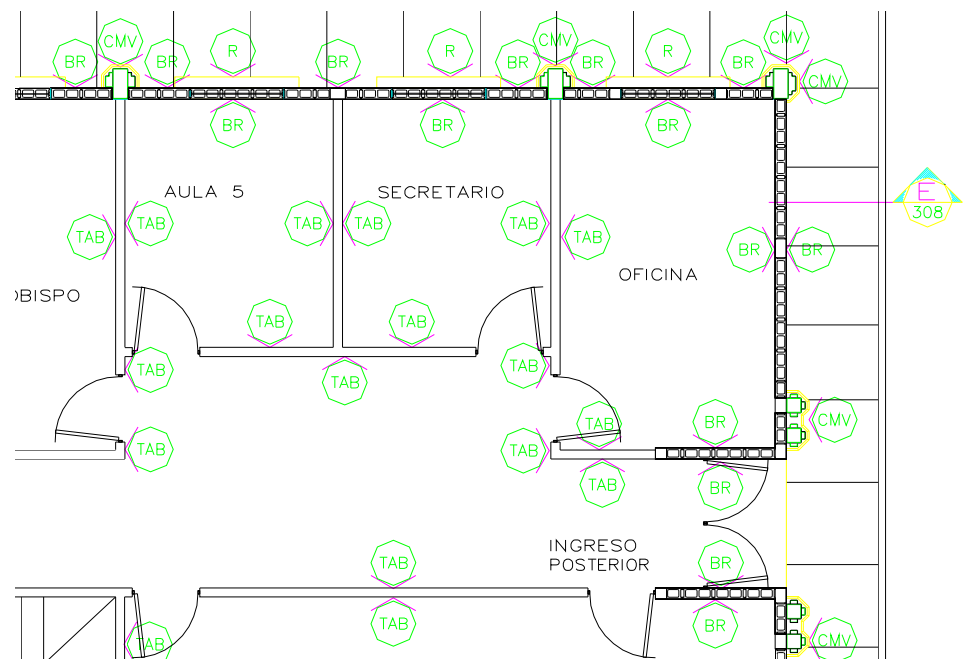 CMV
CMV
CMV
BR
BR
R
BR
R
BR
BR
R
BR
CMV
BR
BR
BR
AULA 5
SECRETARIO
E
308
TAB
TAB
TAB
TAB
TAB
TAB
BR
BR
OBISPO
OFICINA
TAB
TAB
TAB
TAB
TAB
TAB
TAB
BR
CMV
TAB
TAB
TAB
BR
INGRESO
POSTERIOR
TAB
BR
TAB
BR
TAB
CMV